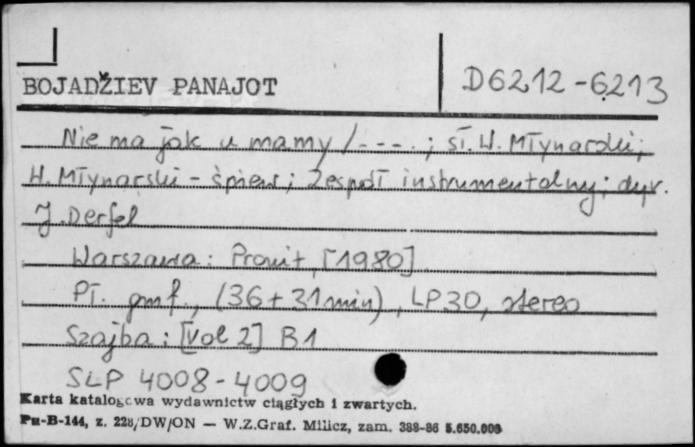 BOJADŽIEV PANAJOT
D6212-6213
Nie ma jak u mamy /----; sł. W. Młynarski;
W. Młynarski - śpiew; Zespół instrumentalny; dyr.
J. Derfel
Warszawa: Pronit, [1980]
Pł. gmf., (36+31min), LP30, stereo
Szajba: [Vol 2] B1
SLP 4008-4009
Karta katalogowa wydawnictw ciągłych i zwartych.
Pu-B-144, z. 228/DW/ON — W.Z.Graf. Milicz, zam. 388-86 5.650.000